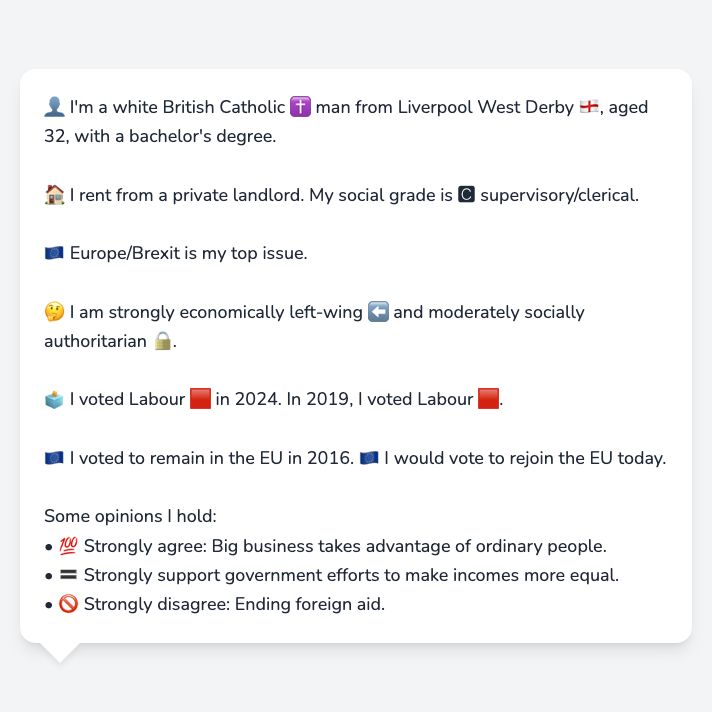 👤 I'm a white British Catholic ✝️ man from Liverpool West Derby 🏴󠁧󠁢󠁥󠁮󠁧󠁿, aged
32, with a bachelor's degree.
🏠 I rent from a private landlord. My social grade is 🅲 supervisory/clerical.
🇪🇺 Europe/Brexit is my top issue.
🤔 I am strongly economically left-wing ⬅️ and moderately socially
authoritarian 🔒.
🗳️ I voted Labour 🟥 in 2024. In 2019, I voted Labour 🟥.
🇪🇺 I voted to remain in the EU in 2016. 🇪🇺 I would vote to rejoin the EU today.
Some opinions I hold:
• 💯 Strongly agree: Big business takes advantage of ordinary people.
• 🟰 Strongly support government efforts to make incomes more equal.
• 🚫 Strongly disagree: Ending foreign aid.